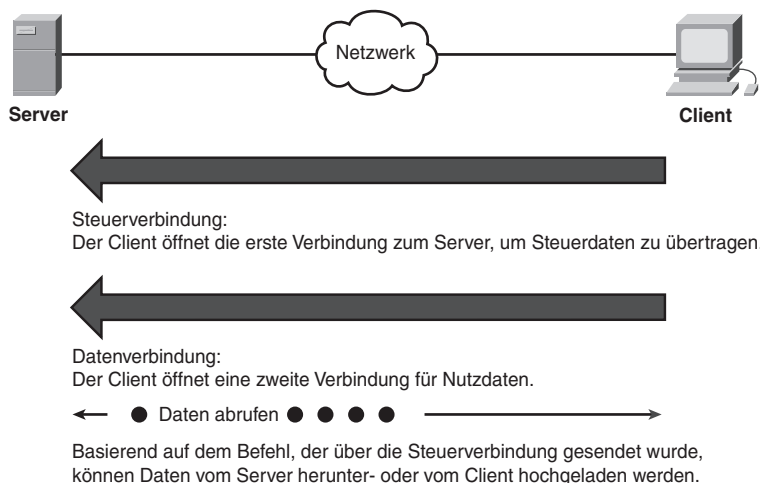 Netzwerk
Server
Client
Steuerverbindung:
Der Client öffnet die erste Verbindung zum Server, um Steuerdaten zu übertragen.
Datenverbindung:
Der Client öffnet eine zweite Verbindung für Nutzdaten.
Daten abrufen
Basierend auf dem Befehl, der über die Steuerverbindung gesendet wurde,
können Daten vom Server herunter- oder vom Client hochgeladen werden.